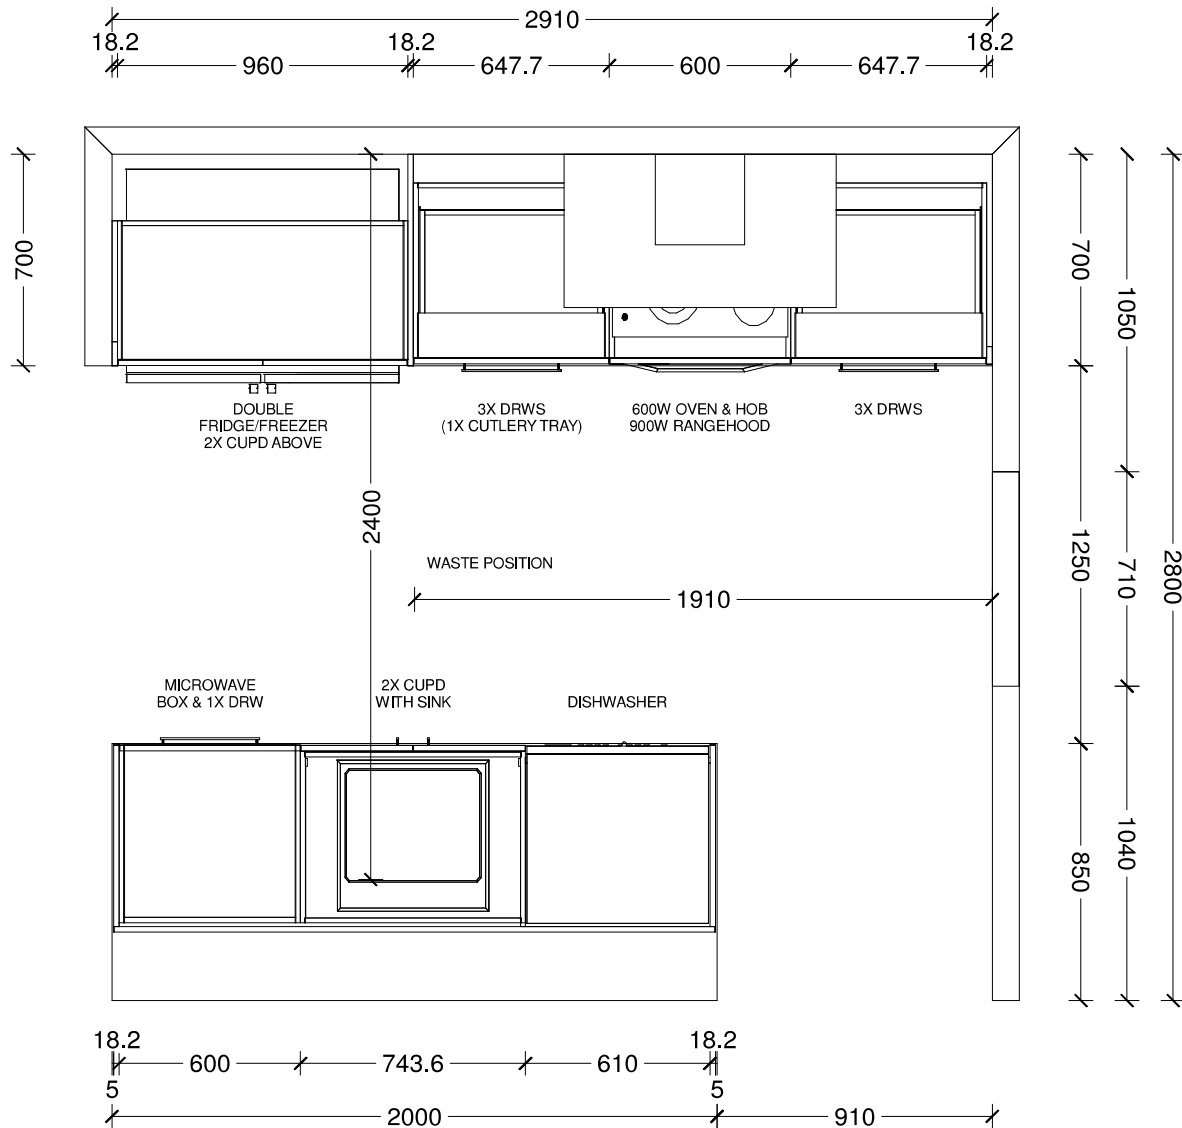 2910
18.2
18.2
18.2
960
647.7
600
647.7
700
700
1050
DOUBLE
FRIDGE/FREEZER
2X CUPD ABOVE
3X DRWS
(1X CUTLERY TRAY)
600W OVEN & HOB
900W RANGEHOOD
3X DRWS
2400
WASTE POSITION
1910
1250
710
2800
MICROWAVE
BOX & 1X DRW
2X CUPD
WITH SINK
DISHWASHER
850
1040
18.2
18.2
600
743.6
610
5
5
2000
910